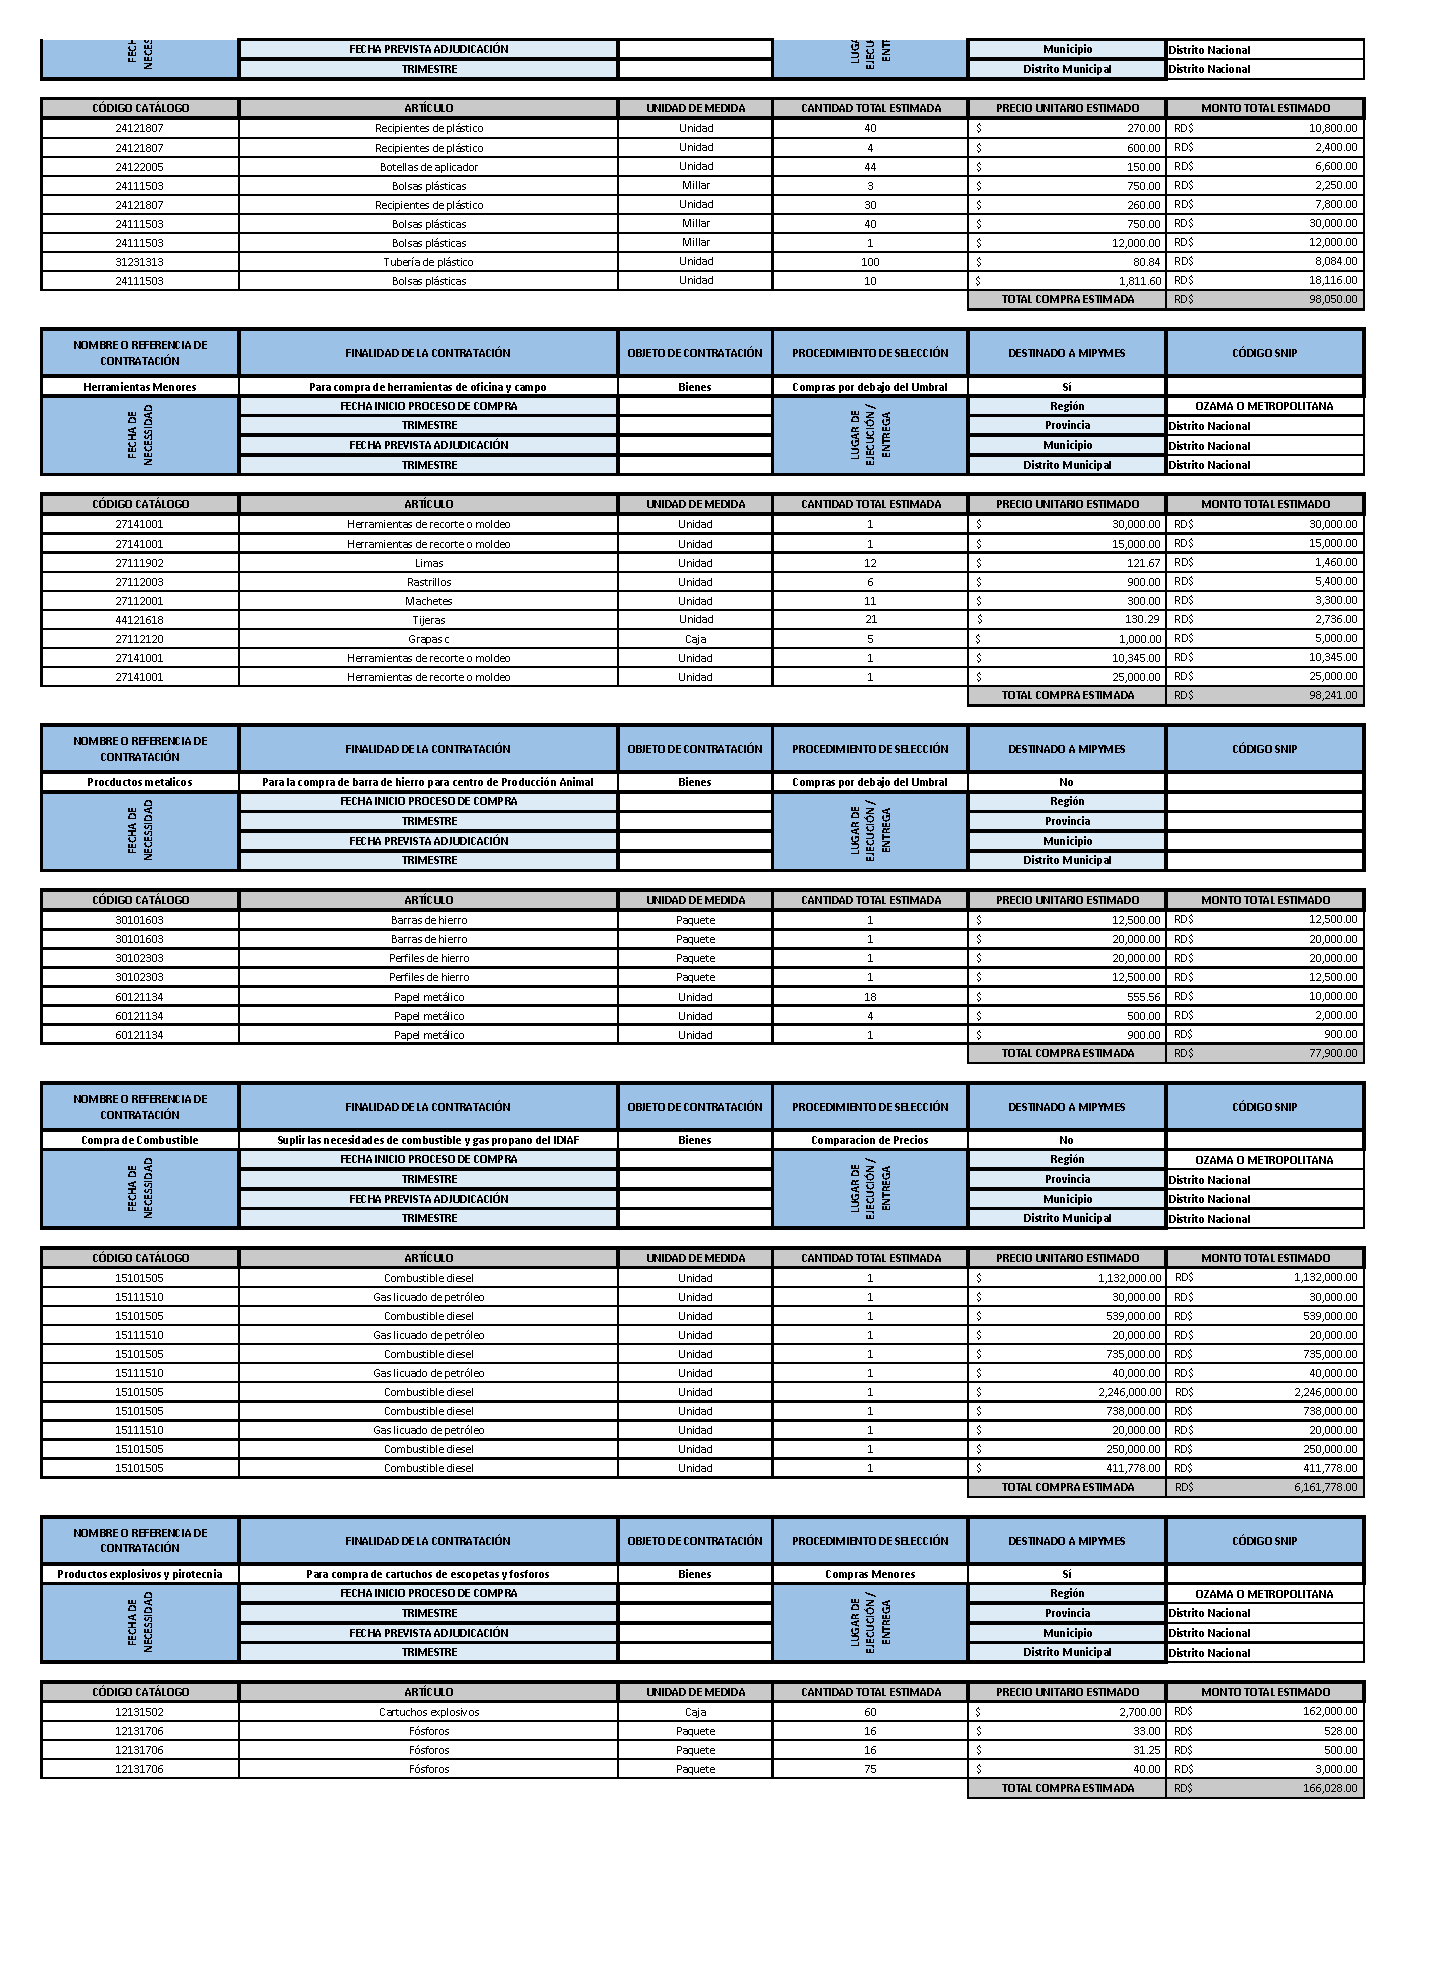 FECHA PREVISTA ADJUDICACIÓN Municipio Distrito Nacional
TRIMESTRE Distrito Municipal Distrito Nacional
CÓDIGO CATÁLOGO ARTÍCULO UNIDAD DE MEDIDA CANTIDAD TOTAL ESTIMADA PRECIO UNITARIO ESTIMADO MONTO TOTAL ESTIMADO
24121807 Recipientes de plástico Unidad 40 $ 270.00 RD$ 10,800.00
24121807 Recipientes de plástico Unidad 4 $ 600.00 RD$ 2,400.00
24122005 Botellas de aplicador Unidad 44 $ 150.00 RD$ 6,600.00
24111503 Bolsas plásticas Millar 3 $ 750.00 RD$ 2,250.00
24121807 Recipientes de plástico Unidad 30 $ 260.00 RD$ 7,800.00
24111503 Bolsas plásticas Millar 40 $ 750.00 RD$ 30,000.00
24111503 Bolsas plásticas Millar 1 $ 12,000.00 RD$ 12,000.00
31231313 Tubería de plástico Unidad 100 $ 80.84 RD$ 8,084.00
24111503 Bolsas plásticas Unidad 10 $ 1,811.60 RD$ 18,116.00
TOTAL COMPRA ESTIMADA RD$ 98,050.00
NOMBRE O REFERENCIA DE CONTRATACIÓN FINALIDAD DE LA CONTRATACIÓN OBJETO DE CONTRATACIÓN PROCEDIMIENTO DE SELECCIÓN DESTINADO A MIPYMES CÓDIGO SNIP
Herramientas Menores Para compra de herramientas de oficina y campo Bienes Compras por debajo del Umbral Sí
FECHA DE NECESSIDAD FECHA INICIO PROCESO DE COMPRA LUGAR DE EJECUCIÓN / ENTREGA Región OZAMA O METROPOLITANA
TRIMESTRE Provincia Distrito Nacional
FECHA PREVISTA ADJUDICACIÓN Municipio Distrito Nacional
TRIMESTRE Distrito Municipal Distrito Nacional
CÓDIGO CATÁLOGO ARTÍCULO UNIDAD DE MEDIDA CANTIDAD TOTAL ESTIMADA PRECIO UNITARIO ESTIMADO MONTO TOTAL ESTIMADO
27141001 Herramientas de recorte o moldeo Unidad 1 $ 30,000.00 RD$ 30,000.00
27141001 Herramientas de recorte o moldeo Unidad 1 $ 15,000.00 RD$ 15,000.00
27111902 Limas Unidad 12 $ 121.67 RD$ 1,460.00
27112003 Rastrillos Unidad 6 $ 900.00 RD$ 5,400.00
27112001 Machetes Unidad 11 $ 300.00 RD$ 3,300.00
44121618 Tijeras Unidad 21 $ 130.29 RD$ 2,736.00
27112120 Grapas c Caja 5 $ 1,000.00 RD$ 5,000.00
27141001 Herramientas de recorte o moldeo Unidad 1 $ 10,345.00 RD$ 10,345.00
27141001 Herramientas de recorte o moldeo Unidad 1 $ 25,000.00 RD$ 25,000.00
TOTAL COMPRA ESTIMADA RD$ 98,241.00
NOMBRE O REFERENCIA DE CONTRATACIÓN FINALIDAD DE LA CONTRATACIÓN OBJETO DE CONTRATACIÓN PROCEDIMIENTO DE SELECCIÓN DESTINADO A MIPYMES CÓDIGO SNIP
Procductos metalicos Para la compra de barra de hierro para centro de Producción Animal Bienes Compras por debajo del Umbral No
FECHA DE NECESSIDAD FECHA INICIO PROCESO DE COMPRA LUGAR DE EJECUCIÓN / ENTREGA Región
TRIMESTRE Provincia
FECHA PREVISTA ADJUDICACIÓN Municipio
TRIMESTRE Distrito Municipal
CÓDIGO CATÁLOGO ARTÍCULO UNIDAD DE MEDIDA CANTIDAD TOTAL ESTIMADA PRECIO UNITARIO ESTIMADO MONTO TOTAL ESTIMADO
30101603 Barras de hierro Paquete 1 $ 12,500.00 RD$ 12,500.00
30101603 Barras de hierro Paquete 1 $ 20,000.00 RD$ 20,000.00
30102303 Perfiles de hierro Paquete 1 $ 20,000.00 RD$ 20,000.00
30102303 Perfiles de hierro Paquete 1 $ 12,500.00 RD$ 12,500.00
60121134 Papel metálico Unidad 18 $ 555.56 RD$ 10,000.00
60121134 Papel metálico Unidad 4 $ 500.00 RD$ 2,000.00
60121134 Papel metálico Unidad 1 $ 900.00 RD$ 900.00
TOTAL COMPRA ESTIMADA RD$ 77,900.00
NOMBRE O REFERENCIA DE CONTRATACIÓN FINALIDAD DE LA CONTRATACIÓN OBJETO DE CONTRATACIÓN PROCEDIMIENTO DE SELECCIÓN DESTINADO A MIPYMES CÓDIGO SNIP
Compra de Combustible Suplir las necesidades de combustible y gas propano del IDIAF Bienes Comparacion de Precios No
FECHA DE NECESSIDAD FECHA INICIO PROCESO DE COMPRA LUGAR DE EJECUCIÓN / ENTREGA Región OZAMA O METROPOLITANA
TRIMESTRE Provincia Distrito Nacional
FECHA PREVISTA ADJUDICACIÓN Municipio Distrito Nacional
TRIMESTRE Distrito Municipal Distrito Nacional
CÓDIGO CATÁLOGO ARTÍCULO UNIDAD DE MEDIDA CANTIDAD TOTAL ESTIMADA PRECIO UNITARIO ESTIMADO MONTO TOTAL ESTIMADO
15101505 Combustible diesel Unidad 1 $ 1,132,000.00 RD$ 1,132,000.00
15111510 Gas licuado de petróleo Unidad 1 $ 30,000.00 RD$ 30,000.00
15101505 Combustible diesel Unidad 1 $ 539,000.00 RD$ 539,000.00
15111510 Gas licuado de petróleo Unidad 1 $ 20,000.00 RD$ 20,000.00
15101505 Combustible diesel Unidad 1 $ 735,000.00 RD$ 735,000.00
15111510 Gas licuado de petróleo Unidad 1 $ 40,000.00 RD$ 40,000.00
15101505 Combustible diesel Unidad 1 $ 2,246,000.00 RD$ 2,246,000.00
15101505 Combustible diesel Unidad 1 $ 738,000.00 RD$ 738,000.00
15111510 Gas licuado de petróleo Unidad 1 $ 20,000.00 RD$ 20,000.00
15101505 Combustible diesel Unidad 1 $ 250,000.00 RD$ 250,000.00
15101505 Combustible diesel Unidad 1 $ 411,778.00 RD$ 411,778.00
TOTAL COMPRA ESTIMADA RD$ 6,161,778.00
NOMBRE O REFERENCIA DE CONTRATACIÓN FINALIDAD DE LA CONTRATACIÓN OBJETO DE CONTRATACIÓN PROCEDIMIENTO DE SELECCIÓN DESTINADO A MIPYMES CÓDIGO SNIP
Productos explosivos y pirotecnia Para compra de cartuchos de escopetas y fosforos Bienes Compras Menores Sí
FECHA DE NECESSIDAD FECHA INICIO PROCESO DE COMPRA LUGAR DE EJECUCIÓN / ENTREGA Región OZAMA O METROPOLITANA
TRIMESTRE Provincia Distrito Nacional
FECHA PREVISTA ADJUDICACIÓN Municipio Distrito Nacional
TRIMESTRE Distrito Municipal Distrito Nacional
CÓDIGO CATÁLOGO ARTÍCULO UNIDAD DE MEDIDA CANTIDAD TOTAL ESTIMADA PRECIO UNITARIO ESTIMADO MONTO TOTAL ESTIMADO
12131502 Cartuchos explosivos Caja 60 $ 2,700.00 RD$ 162,000.00
12131706 Fósforos Paquete 16 $ 33.00 RD$ 528.00
12131706 Fósforos Paquete 16 $ 31.25 RD$ 500.00
12131706 Fósforos Paquete 75 $ 40.00 RD$ 3,000.00
TOTAL COMPRA ESTIMADA RD$ 166,028.00